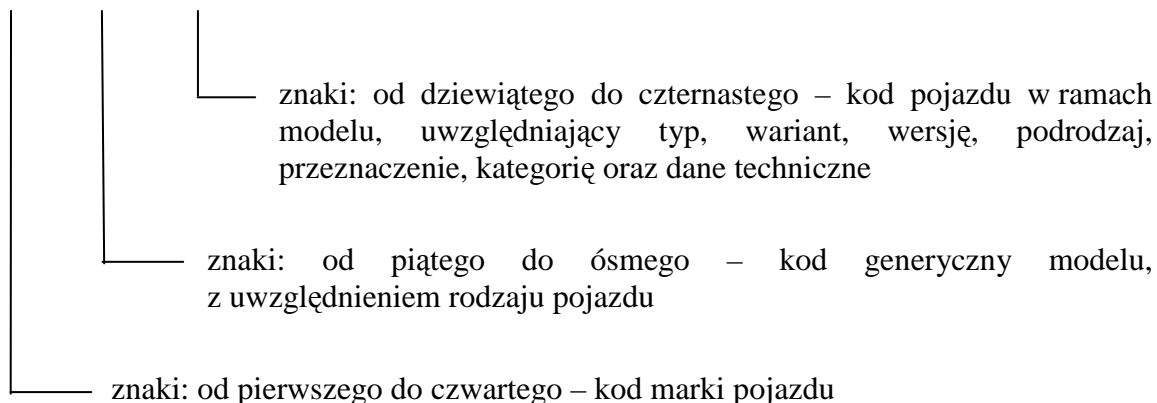 znaki: od dziewiątego do czternastego – kod pojazdu w ramach
modelu, uwzględniający typ, wariant, wersję, podrodzaj,
przeznaczenie, kategorię oraz dane techniczne
znaki: od piątego do ósmego – kod generyczny modelu,
z uwzględnieniem rodzaju pojazdu
znaki: od pierwszego do czwartego – kod marki pojazdu